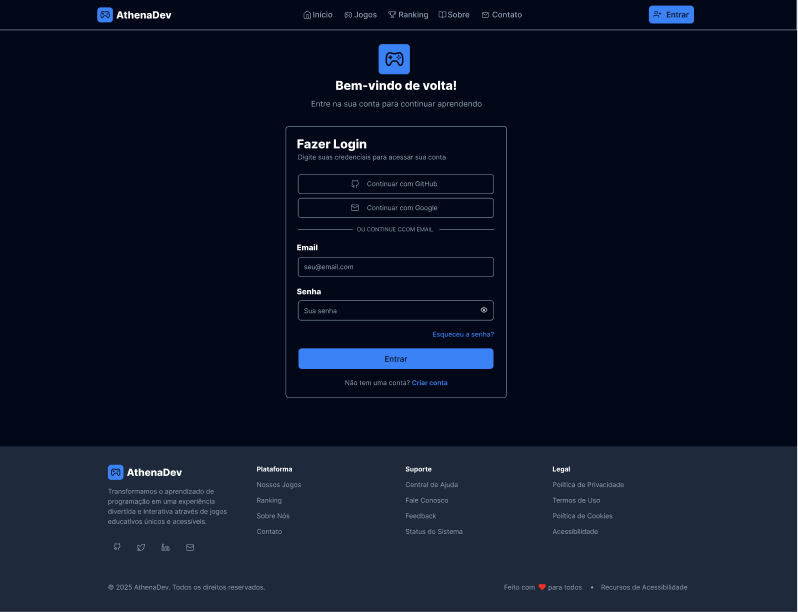 AthenaDev
Início Jogos Ranking Sobre Contato
Entrar
Bem-vindo de volta!
Entre na sua conta para continuar aprendendo
Fazer Login
Digite suas credenciais para acessar sua conta
Continuar com GitHub
Continuar com Google
OU CONTINUE CCOM EMAIL
Email
seu@email.com
Senha
Sua senha
Esqueceu a senha?
Entrar
Não tem uma conta? Criar conta
AthenaDev
Transformamos o aprendizado de
programação em uma experiência
divertida e interativa através de jogos
educativos únicos e acessíveis.
Plataforma
Nossos Jogos
Ranking
Sobre Nós
Contato
Suporte
Central de Ajuda
Fale Conosco
Feedback
Status do Sistema
Legal
Política de Privacidade
Termos de Uso
Política de Cookies
Acessibilidade
© 2025 AthenaDev. Todos os direitos reservados.
Feito com ❤ para todos • Recursos de Acessibilidade